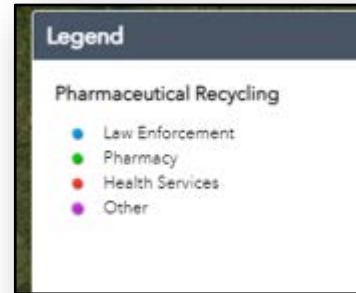 Legend
Pharmaceutical Recycling
Law Enforcement
Pharmacy
Health Services
Other